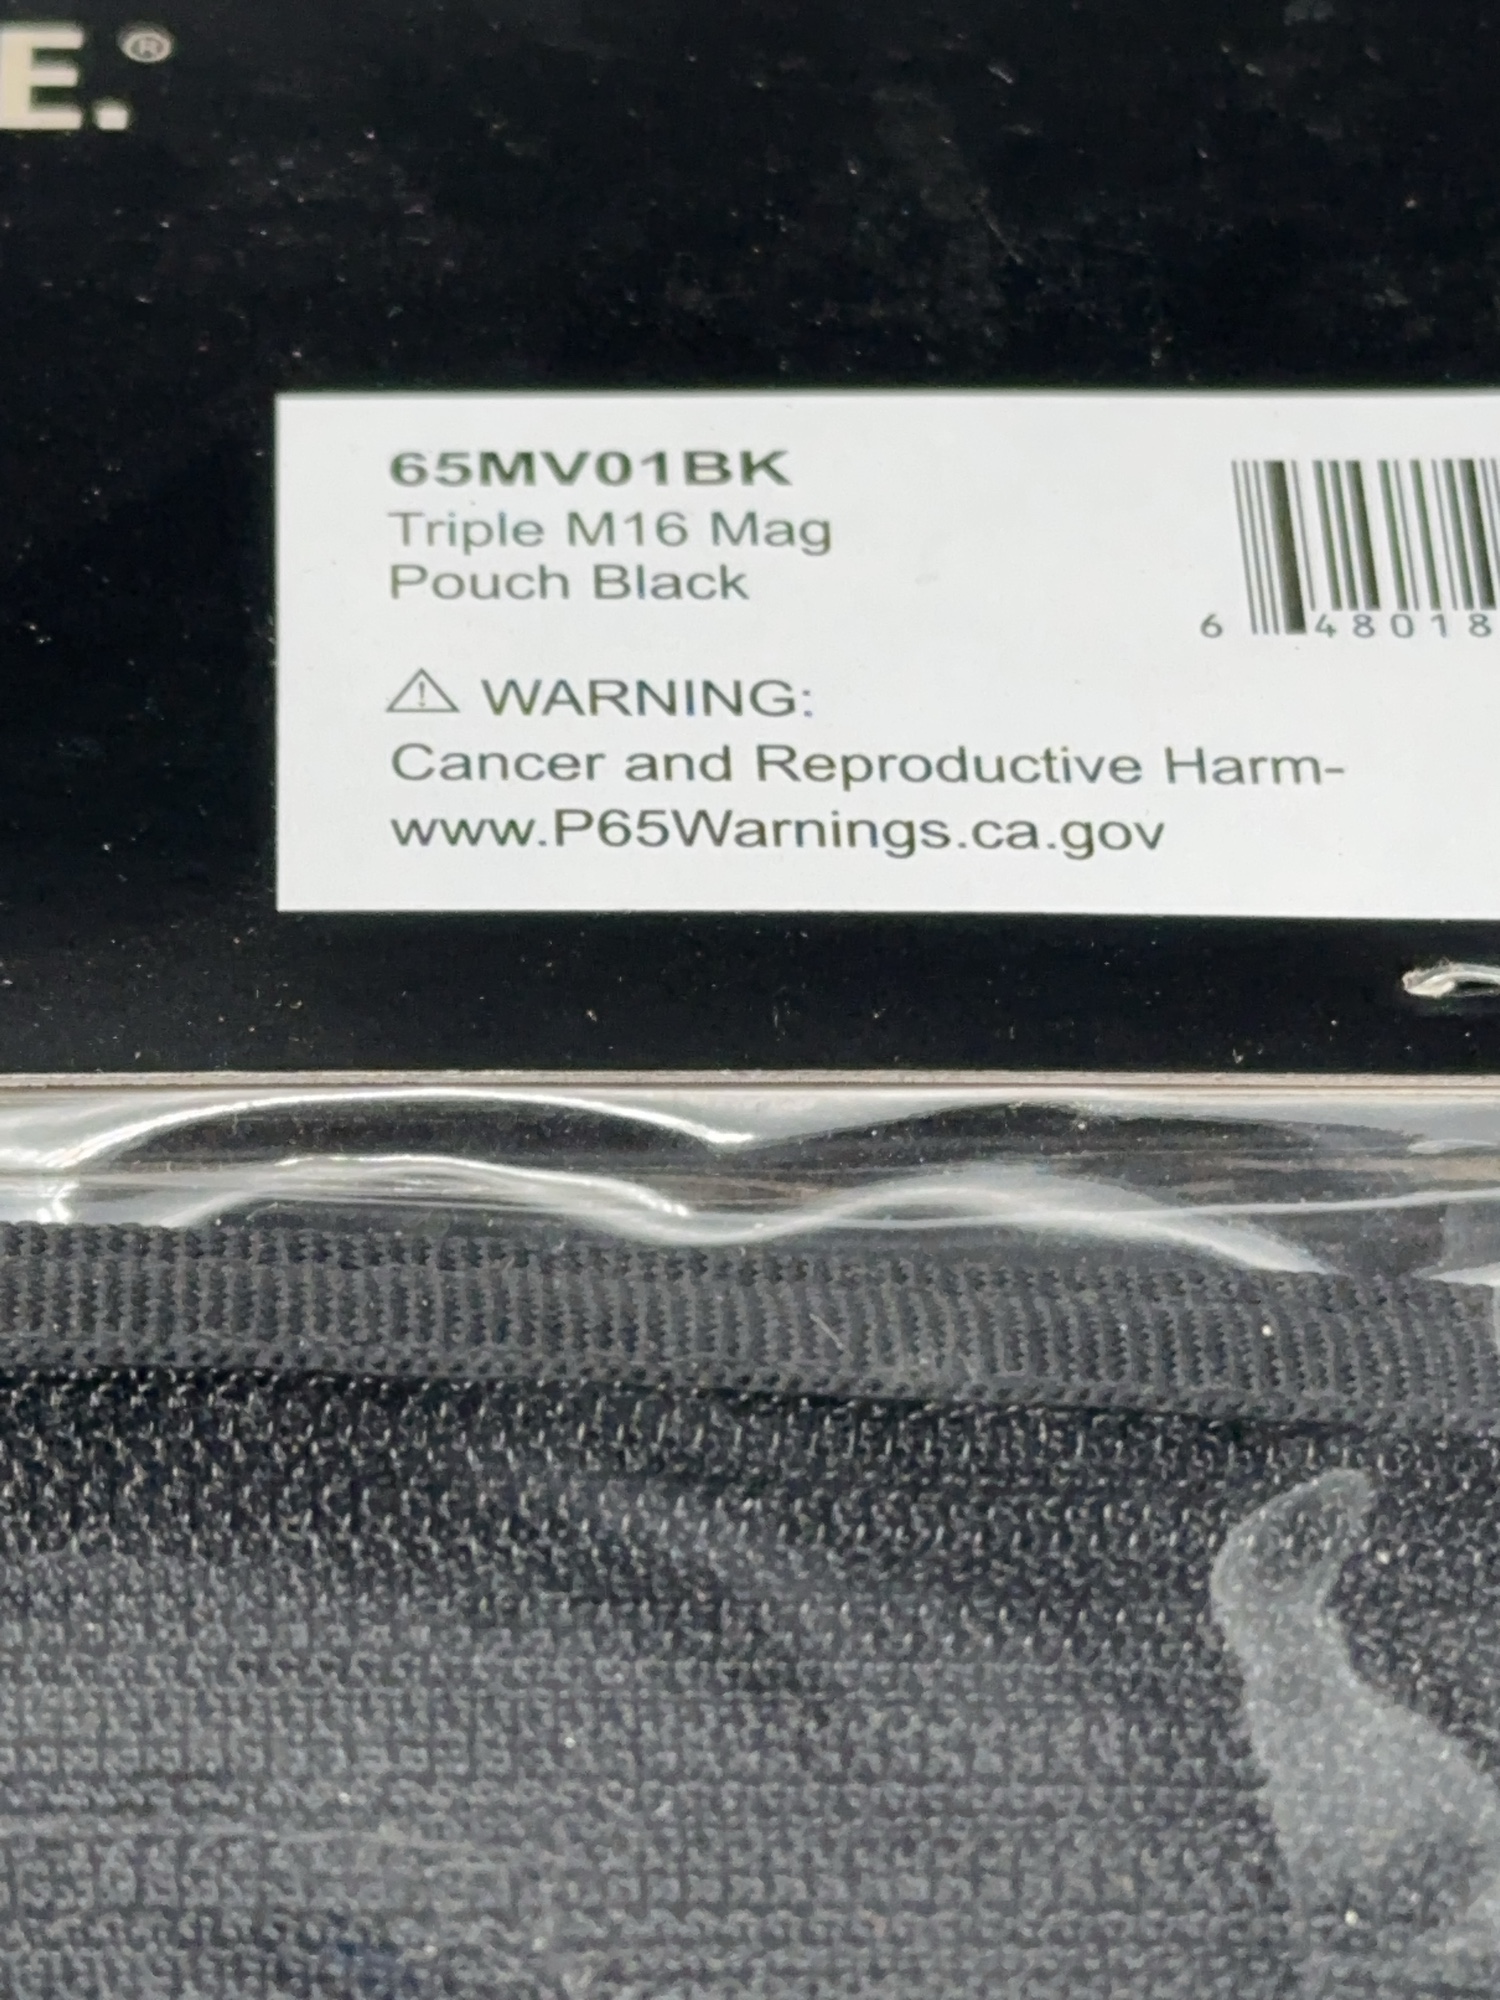 E.®
65MV01BK
Triple M16 Mag
Pouch Black
6 48018
⚠ WARNING:
Cancer and Reproductive Harm-
www.P65Warnings.ca.gov